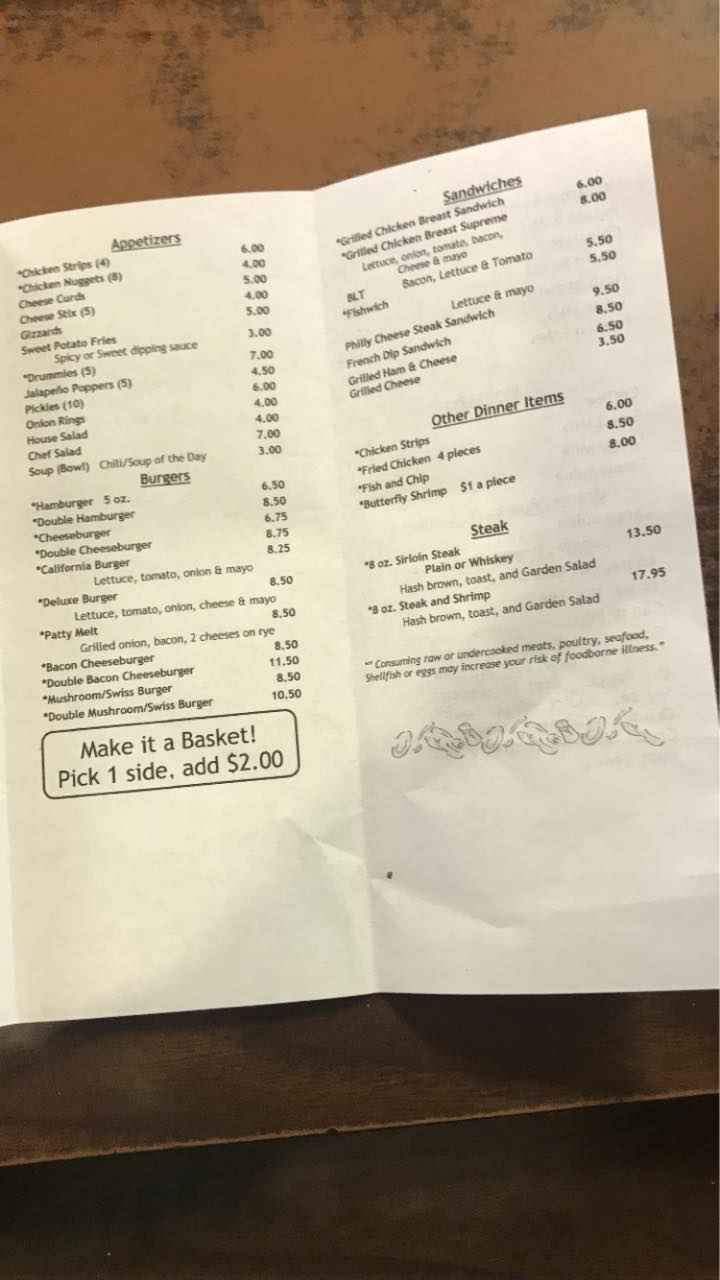 Appetizers
*Chicken Strips (4) 6.00
*Chicken Nuggets (8) 4.00
Cheese Curds 5.00
Cheese Stix (5) 4.00
Gizzards 5.00
Sweet Potato Fries 3.00
Spicy or Sweet dipping sauce
*Drummies (5) 7.00
Jalapeño Poppers (5) 4.50
Pickles (10) 6.00
Onion Rings 4.00
House Salad 4.00
Chef Salad 7.00
Soup (Bowl) Chili/Soup of the Day 3.00
Burgers
*Hamburger 5 oz. 6.50
*Double Hamburger 8.50
*Cheeseburger 6.75
*Double Cheeseburger 8.75
*California Burger 8.25
Lettuce, tomato, onion & mayo
*Deluxe Burger 8.50
Lettuce, tomato, onion, cheese & mayo
*Patty Melt 8.50
Grilled onion, bacon, 2 cheeses on rye
*Bacon Cheeseburger 8.50
*Double Bacon Cheeseburger 11.50
*Mushroom/Swiss Burger 8.50
*Double Mushroom/Swiss Burger 10.50
Make it a Basket!
Pick 1 side, add $2.00
Sandwiches
*Grilled Chicken Breast Sandwich 6.00
*Grilled Chicken Breast Supreme 8.00
Lettuce, onion, tomato, bacon,
Cheese & mayo
BLT Bacon, Lettuce & Tomato 5.50
*Fishwich Lettuce & mayo 5.50
Philly Cheese Steak Sandwich 9.50
French Dip Sandwich 8.50
Grilled Ham & Cheese 6.50
Grilled Cheese 3.50
Other Dinner Items
*Chicken Strips 6.00
*Fried Chicken 4 pieces 8.50
*Fish and Chip 8.00
*Butterfly Shrimp $1 a piece
Steak
*8 oz. Sirloin Steak 13.50
Plain or Whiskey
Hash brown, toast, and Garden Salad
*8 oz. Steak and Shrimp 17.95
Hash brown, toast, and Garden Salad
"* Consuming raw or undercooked meats, poultry, seafood,
Shellfish or eggs may increase your risk of foodborne illness."